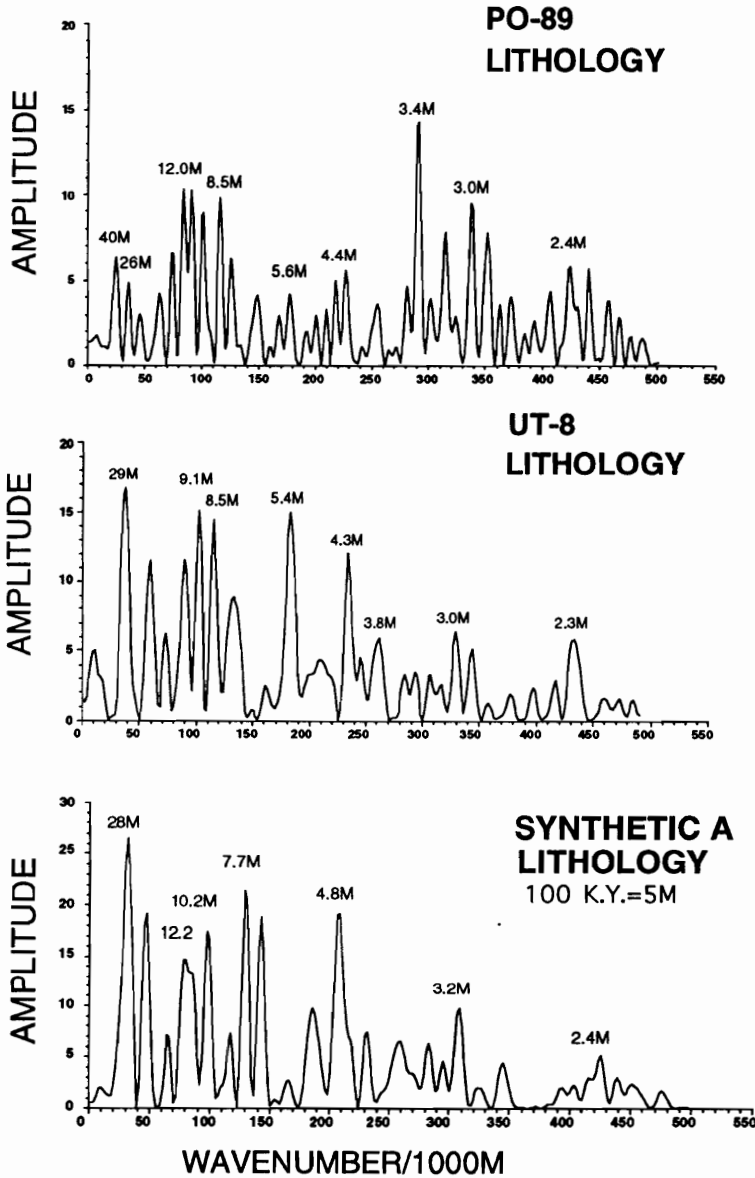 PO-89
LITHOLOGY
AMPLITUDE
20
15
10
5
0
40M
26M
12.0M
8.5M
5.6M
4.4M
3.4M
3.0M
2.4M
0 50 100 150 200 250 300 350 400 450 500 550
UT-8
LITHOLOGY
AMPLITUDE
20
15
10
5
0
29M
9.1M
8.5M
5.4M
4.3M
3.8M
3.0M
2.3M
0 50 100 150 200 250 300 350 400 450 500 550
SYNTHETIC A
LITHOLOGY
100 K.Y.=5M
AMPLITUDE
30
25
20
15
10
5
0
28M
12.2
10.2M
7.7M
4.8M
3.2M
2.4M
0 50 100 150 200 250 300 350 400 450 500 550
WAVENUMBER/1000M